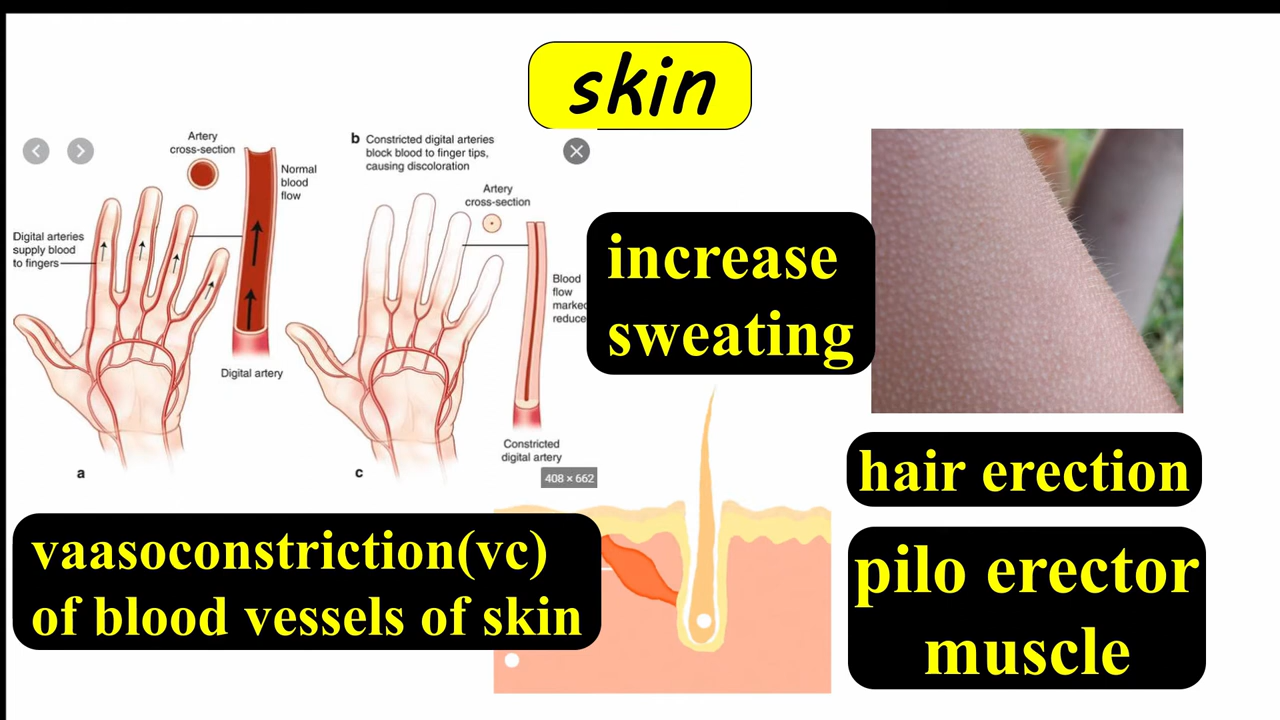 skin
Artery
cross-section
Normal
blood
flow
Digital arteries
supply blood
to fingers
Digital artery
a
b Constricted digital arteries
block blood to finger tips,
causing discoloration
Artery
cross-section
Blood
flow
Constricted
digital artery
c
408 × 662
increase
sweating
hair erection
pilo erector
muscle
vaasoconstriction(vc)
of blood vessels of skin